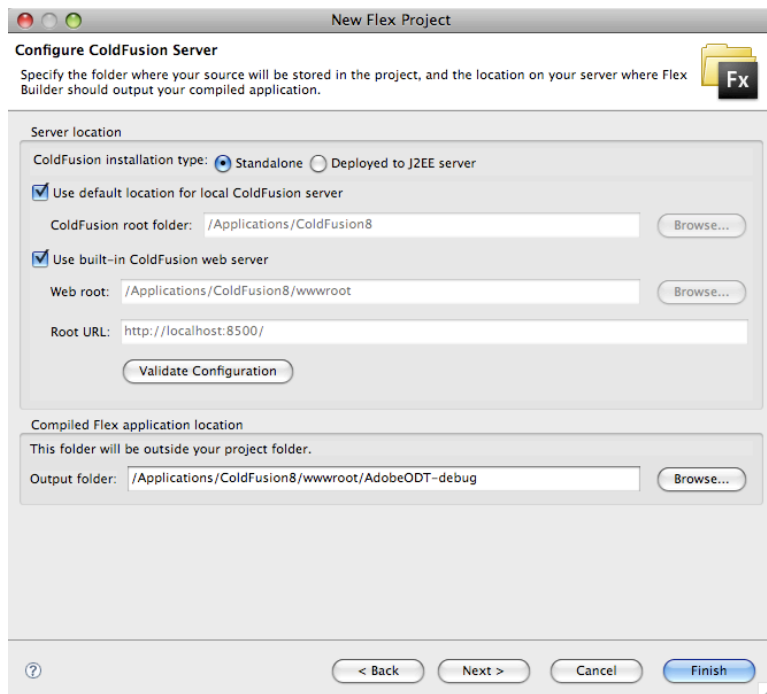 New Flex Project
Configure ColdFusion Server
Specify the folder where your source will be stored in the project, and the location on your server where Flex
Builder should output your compiled application.
Fx
Server location
ColdFusion installation type: Standalone Deployed to J2EE server
Use default location for local ColdFusion server
ColdFusion root folder: /Applications/ColdFusion8 Browse...
Use built-in ColdFusion web server
Web root: /Applications/ColdFusion8/wwwroot Browse...
Root URL: http://localhost:8500/
Validate Configuration
Compiled Flex application location
This folder will be outside your project folder.
Output folder: /Applications/ColdFusion8/wwwroot/AdobeODT-debug Browse...
? < Back Next > Cancel Finish